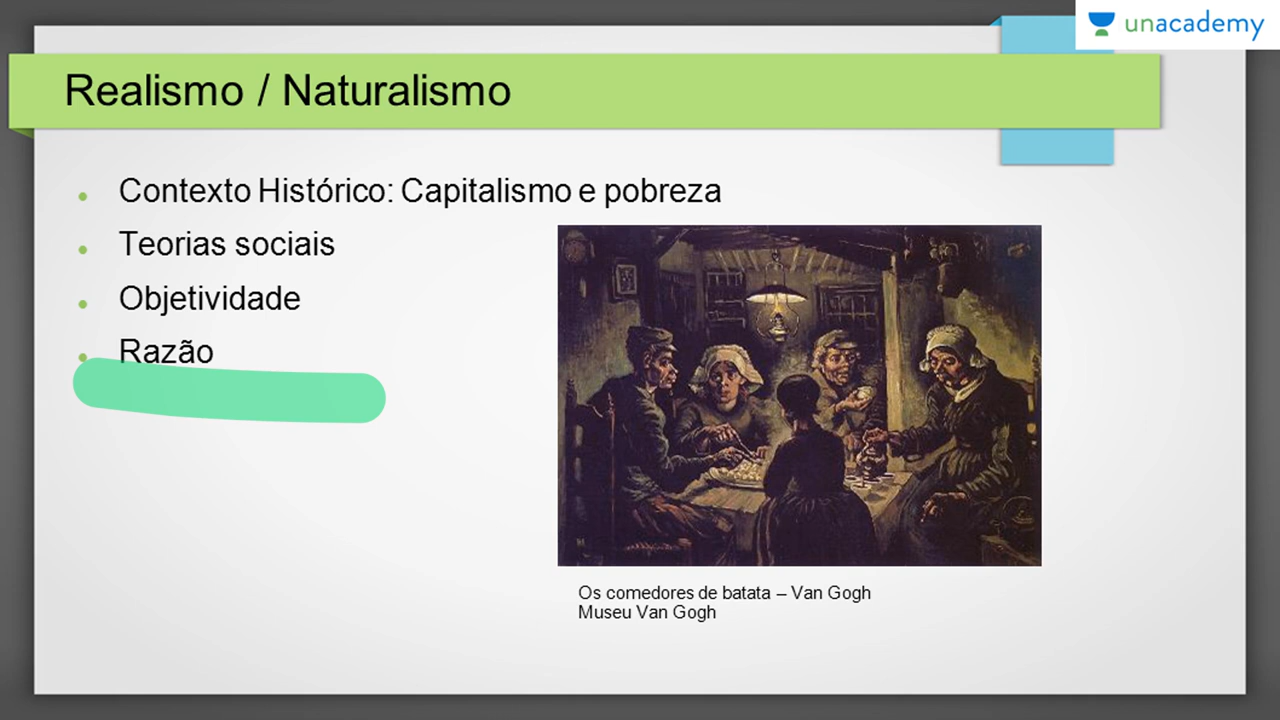 unacademy
Realismo / Naturalismo
Contexto Histórico: Capitalismo e pobreza
Teorias sociais
Objetividade
Razão
Os comedores de batata – Van Gogh
Museu Van Gogh